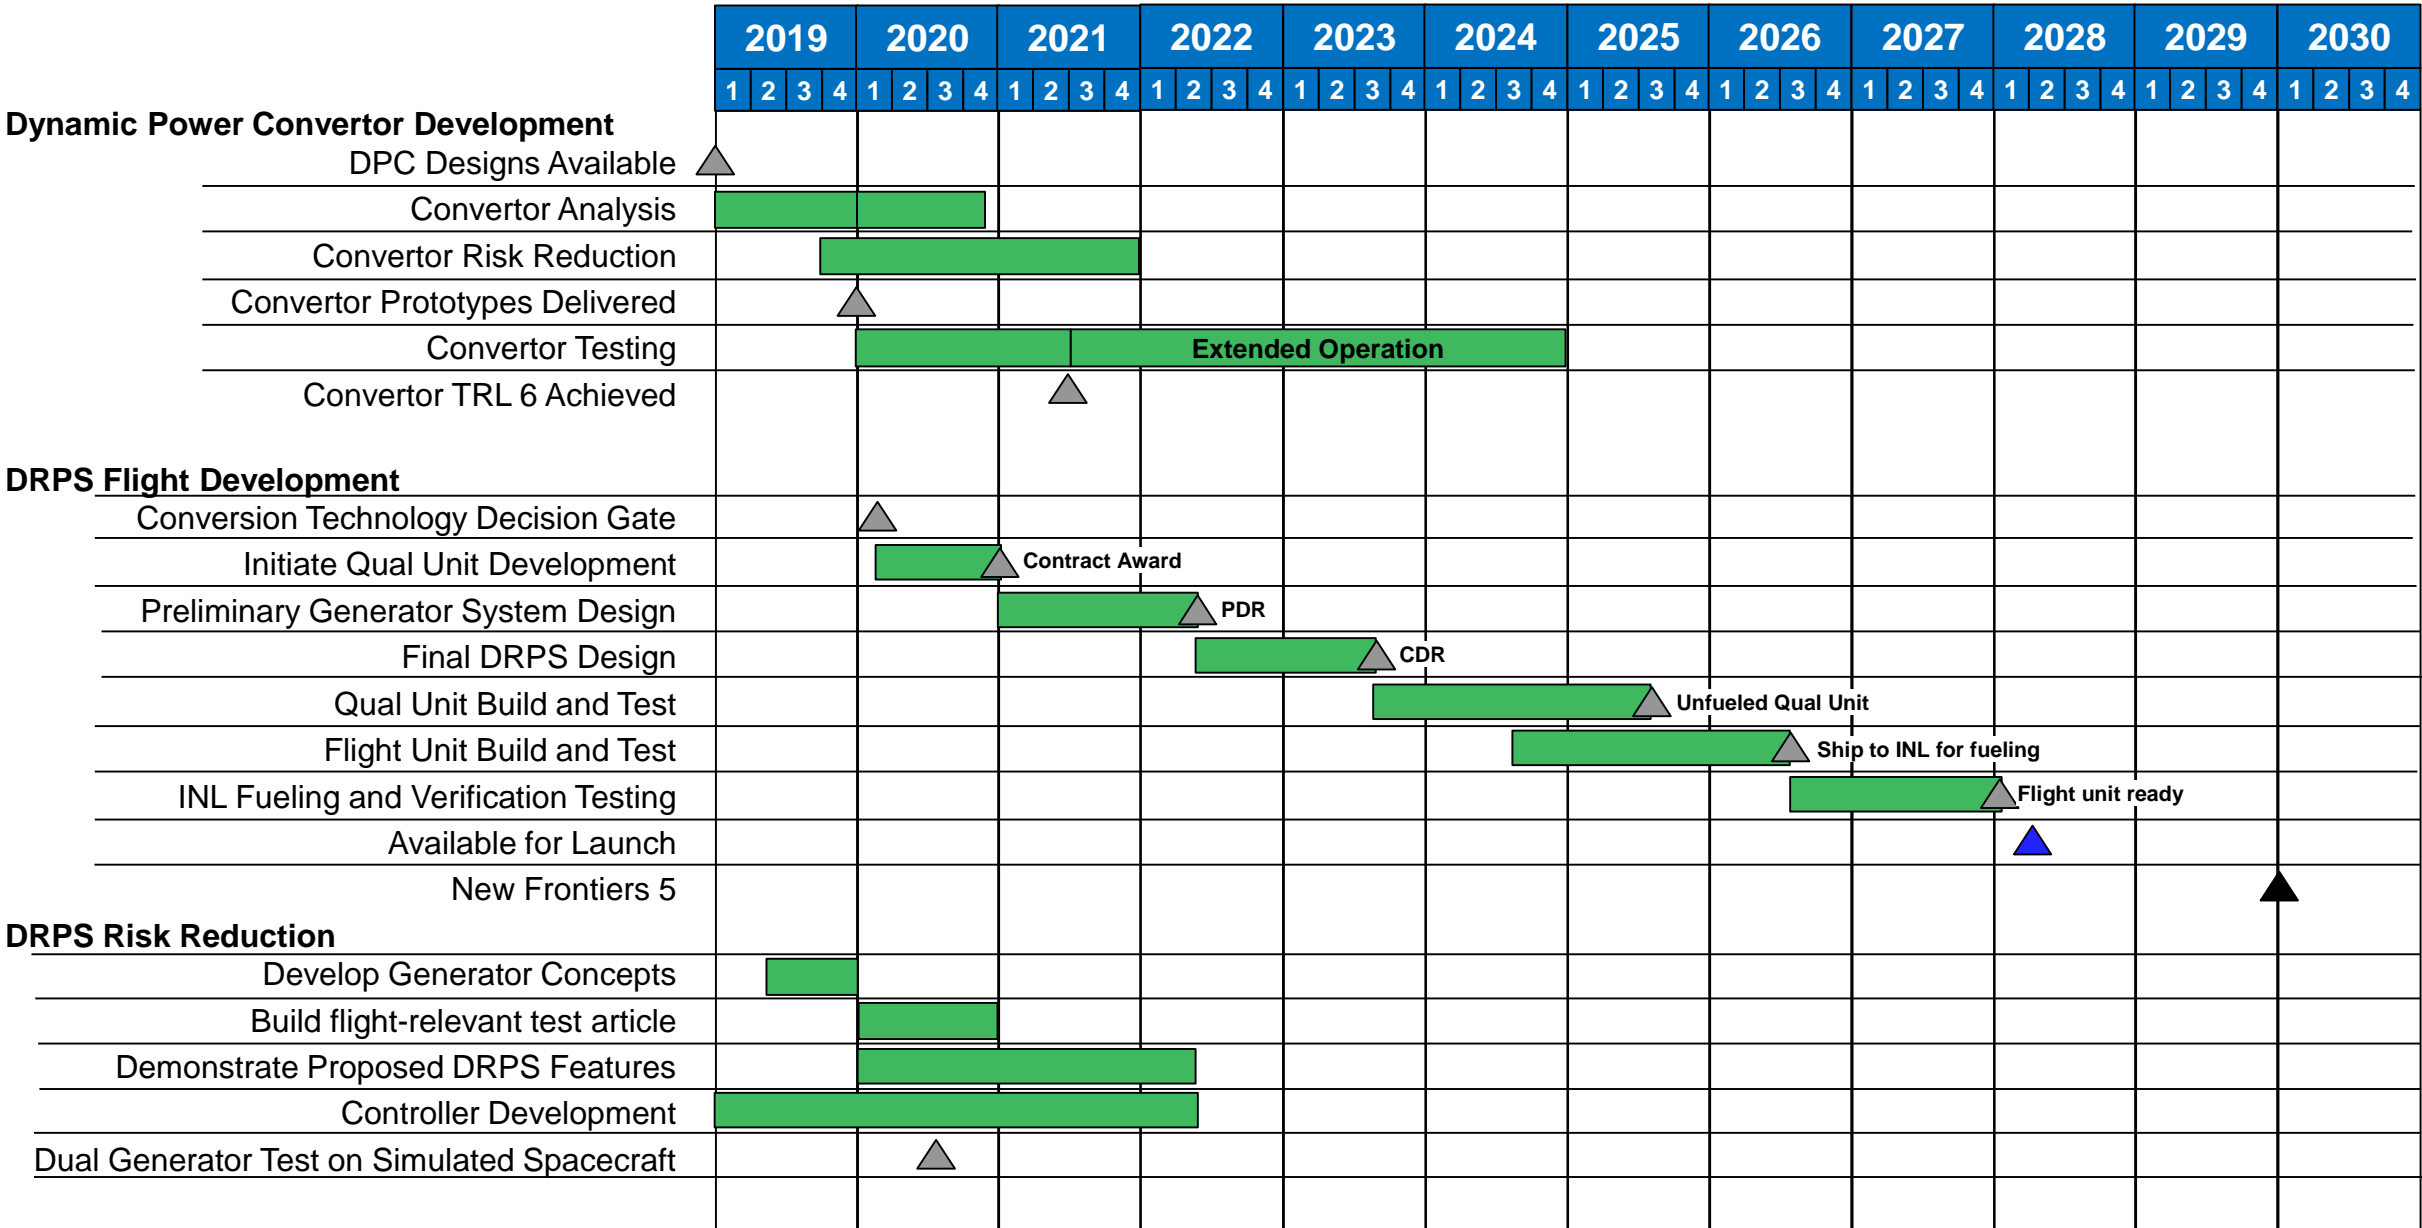 2019 2020 2021 2022 2023 2024 2025 2026 2027 2028 2029 2030
1 2 3 4 1 2 3 4 1 2 3 4 1 2 3 4 1 2 3 4 1 2 3 4 1 2 3 4 1 2 3 4 1 2 3 4 1 2 3 4 1 2 3 4 1 2 3 4
Dynamic Power Convertor Development
DPC Designs Available
Convertor Analysis
Convertor Risk Reduction
Convertor Prototypes Delivered
Convertor Testing Extended Operation
Convertor TRL 6 Achieved
DRPS Flight Development
Conversion Technology Decision Gate
Initiate Qual Unit Development Contract Award
Preliminary Generator System Design PDR
Final DRPS Design CDR
Qual Unit Build and Test Unfueled Qual Unit
Flight Unit Build and Test Ship to INL for fueling
INL Fueling and Verification Testing Flight unit ready
Available for Launch
New Frontiers 5
DRPS Risk Reduction
Develop Generator Concepts
Build flight-relevant test article
Demonstrate Proposed DRPS Features
Controller Development
Dual Generator Test on Simulated Spacecraft